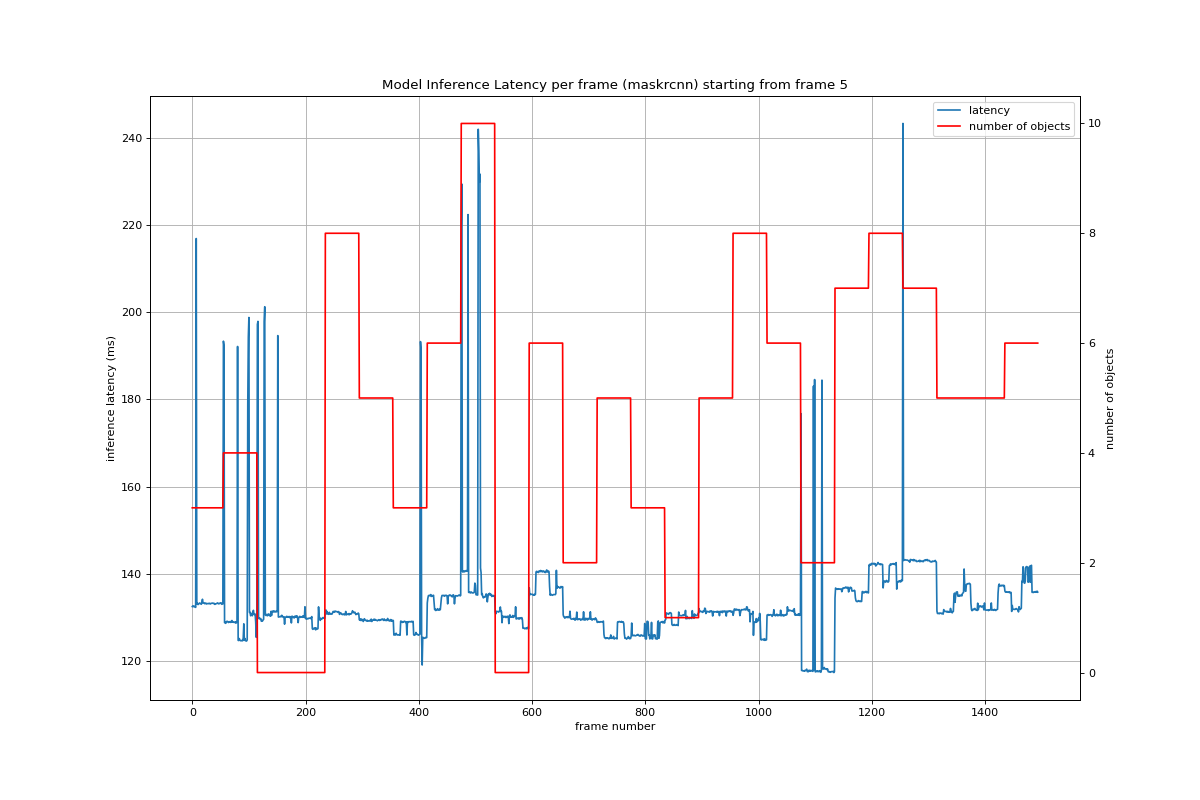 Model Inference Latency per frame (maskrcnn) starting from frame 5
latency
number of objects
240
220
200
180
160
140
120
inference latency (ms)
10
8
6
4
2
0
number of objects
0 200 400 600 800 1000 1200 1400
frame number